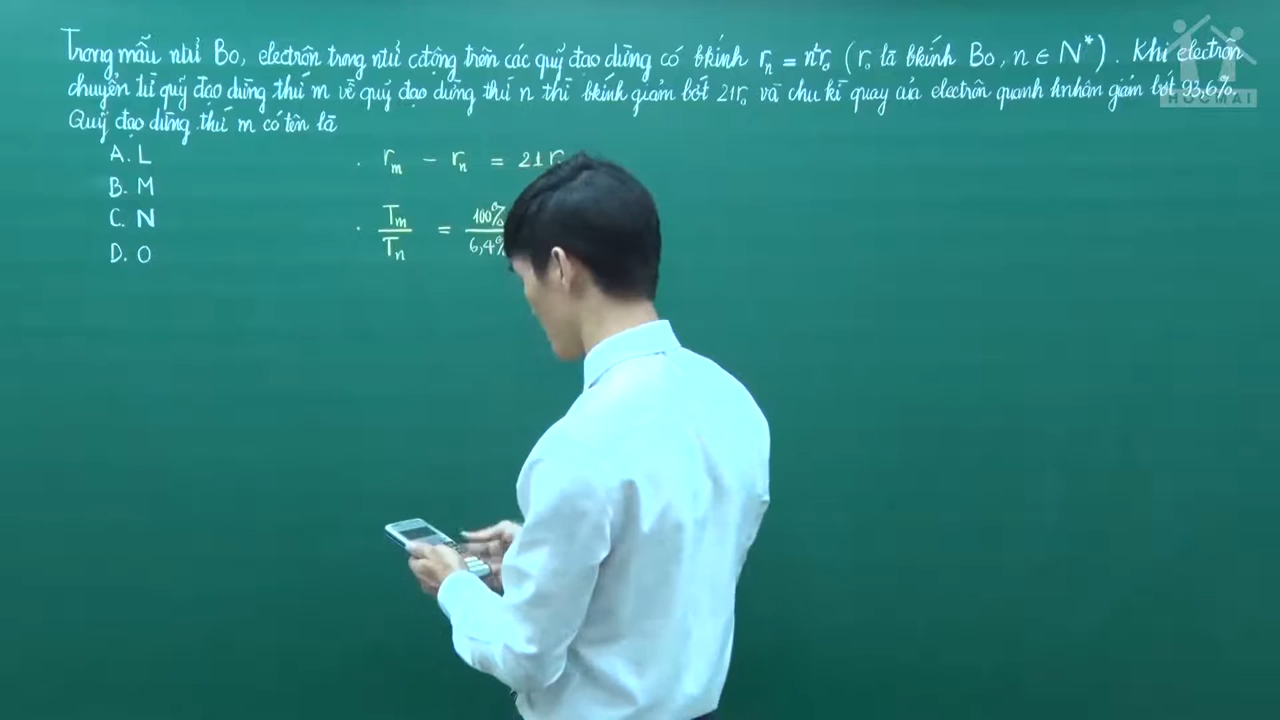 Trong mẫu ntử Bo, electrôn trong ntử cđộng trên các quỹ đạo dừng có bkính rₙ = n²r₀ (r₀ là bkính Bo, n ∈ N*). Khi electrôn
chuyển từ quỹ đạo dừng thứ m về quỹ đạo dừng thứ n thì bkính giảm bớt 21r₀ và chu kì quay của electrôn quanh hnhân giảm bớt 93,6%.
Quỹ đạo dừng thứ m có tên là
A. L
B. M
C. N
D. O
. rₘ - rₙ = 21r
. Tₘ/Tₙ = 100%/6,4%
HOCMAI